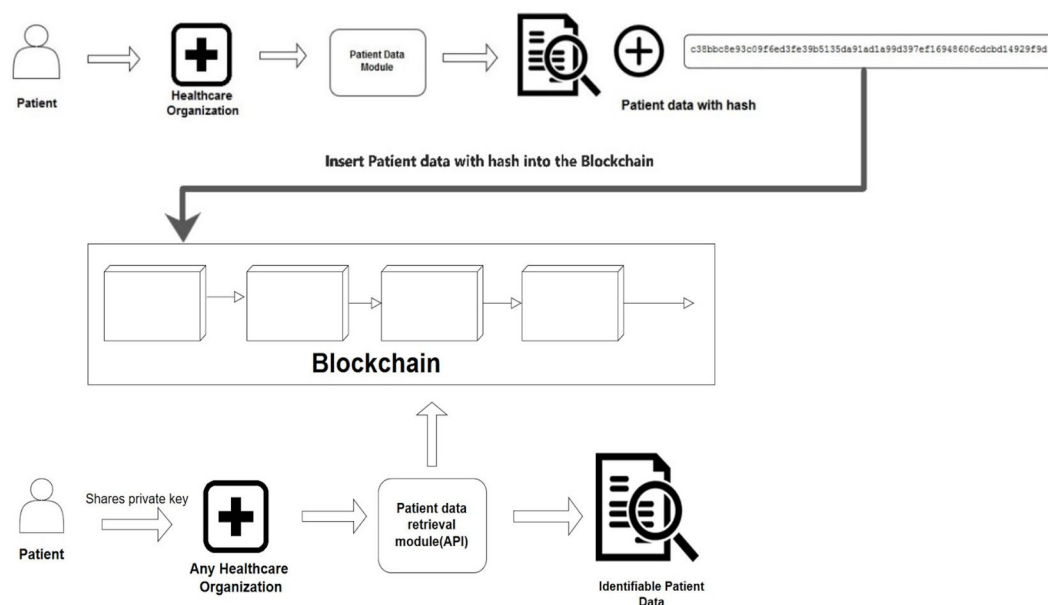 Patient
Healthcare
Organization
Patient Data
Module
Patient data with hash
c38bbc8e93c09f6ed3fe39b5135da91ad1a99d397ef16948606cdcbd14929f9d
Insert Patient data with hash into the Blockchain
Blockchain
Shares private key
Patient
Any Healthcare
Organization
Patient data
retrieval
module(API)
Identifiable Patient
Data